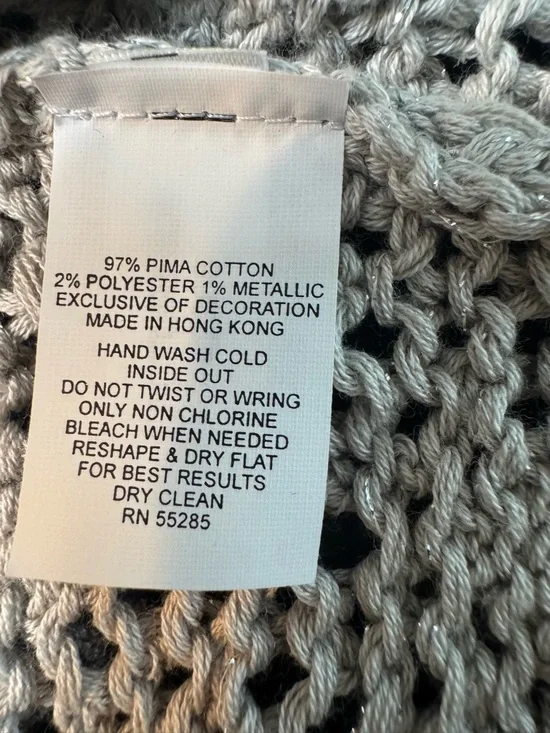 97% PIMA COTTON
2% POLYESTER 1% METALLIC
EXCLUSIVE OF DECORATION
MADE IN HONG KONG
HAND WASH COLD
INSIDE OUT
DO NOT TWIST OR WRING
ONLY NON CHLORINE
BLEACH WHEN NEEDED
RESHAPE & DRY FLAT
FOR BEST RESULTS
DRY CLEAN
RN 55285